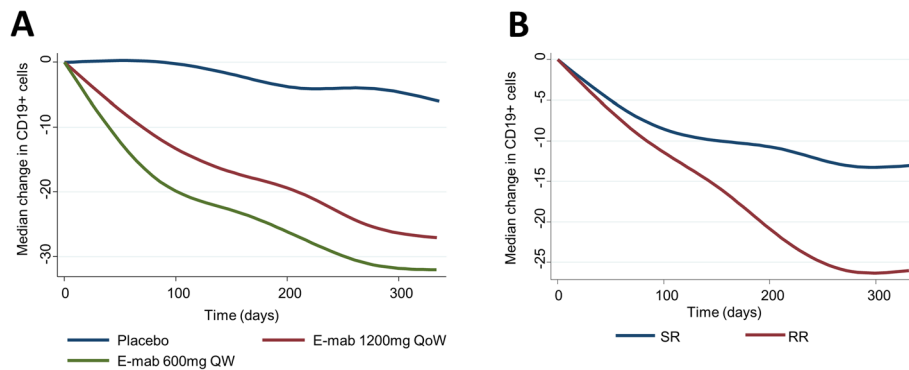 A
Median change in CD19+ cells
0
-10
-20
-30
0 100 200 300
Time (days)
Placebo E-mab 1200mg QoW
E-mab 600mg QW
B
Median change in CD19+ cells
0
-5
-10
-15
-20
-25
0 100 200 300
Time (days)
SR RR